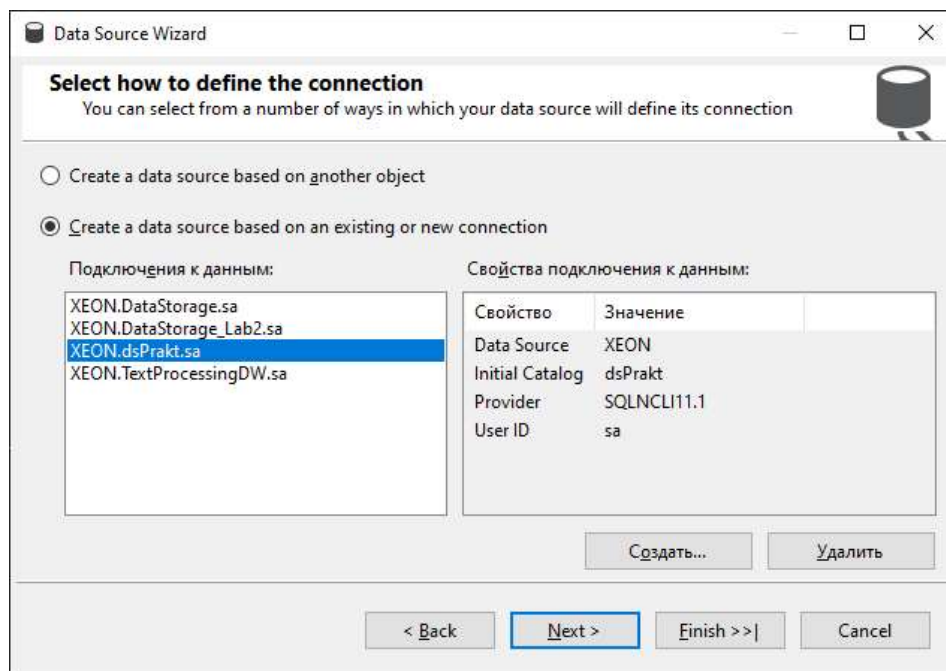 Data Source Wizard
Select how to define the connection
You can select from a number of ways in which your data source will define its connection
Create a data source based on another object
Create a data source based on an existing or new connection
Подключения к данным:
XEON.DataStorage.sa
XEON.DataStorage_Lab2.sa
XEON.dsPrakt.sa
XEON.TextProcessingDW.sa
Свойства подключения к данным:
Свойство Значение
Data Source XEON
Initial Catalog dsPrakt
Provider SQLNCLI11.1
User ID sa
Создать... Удалить
< Back Next > Finish >>| Cancel